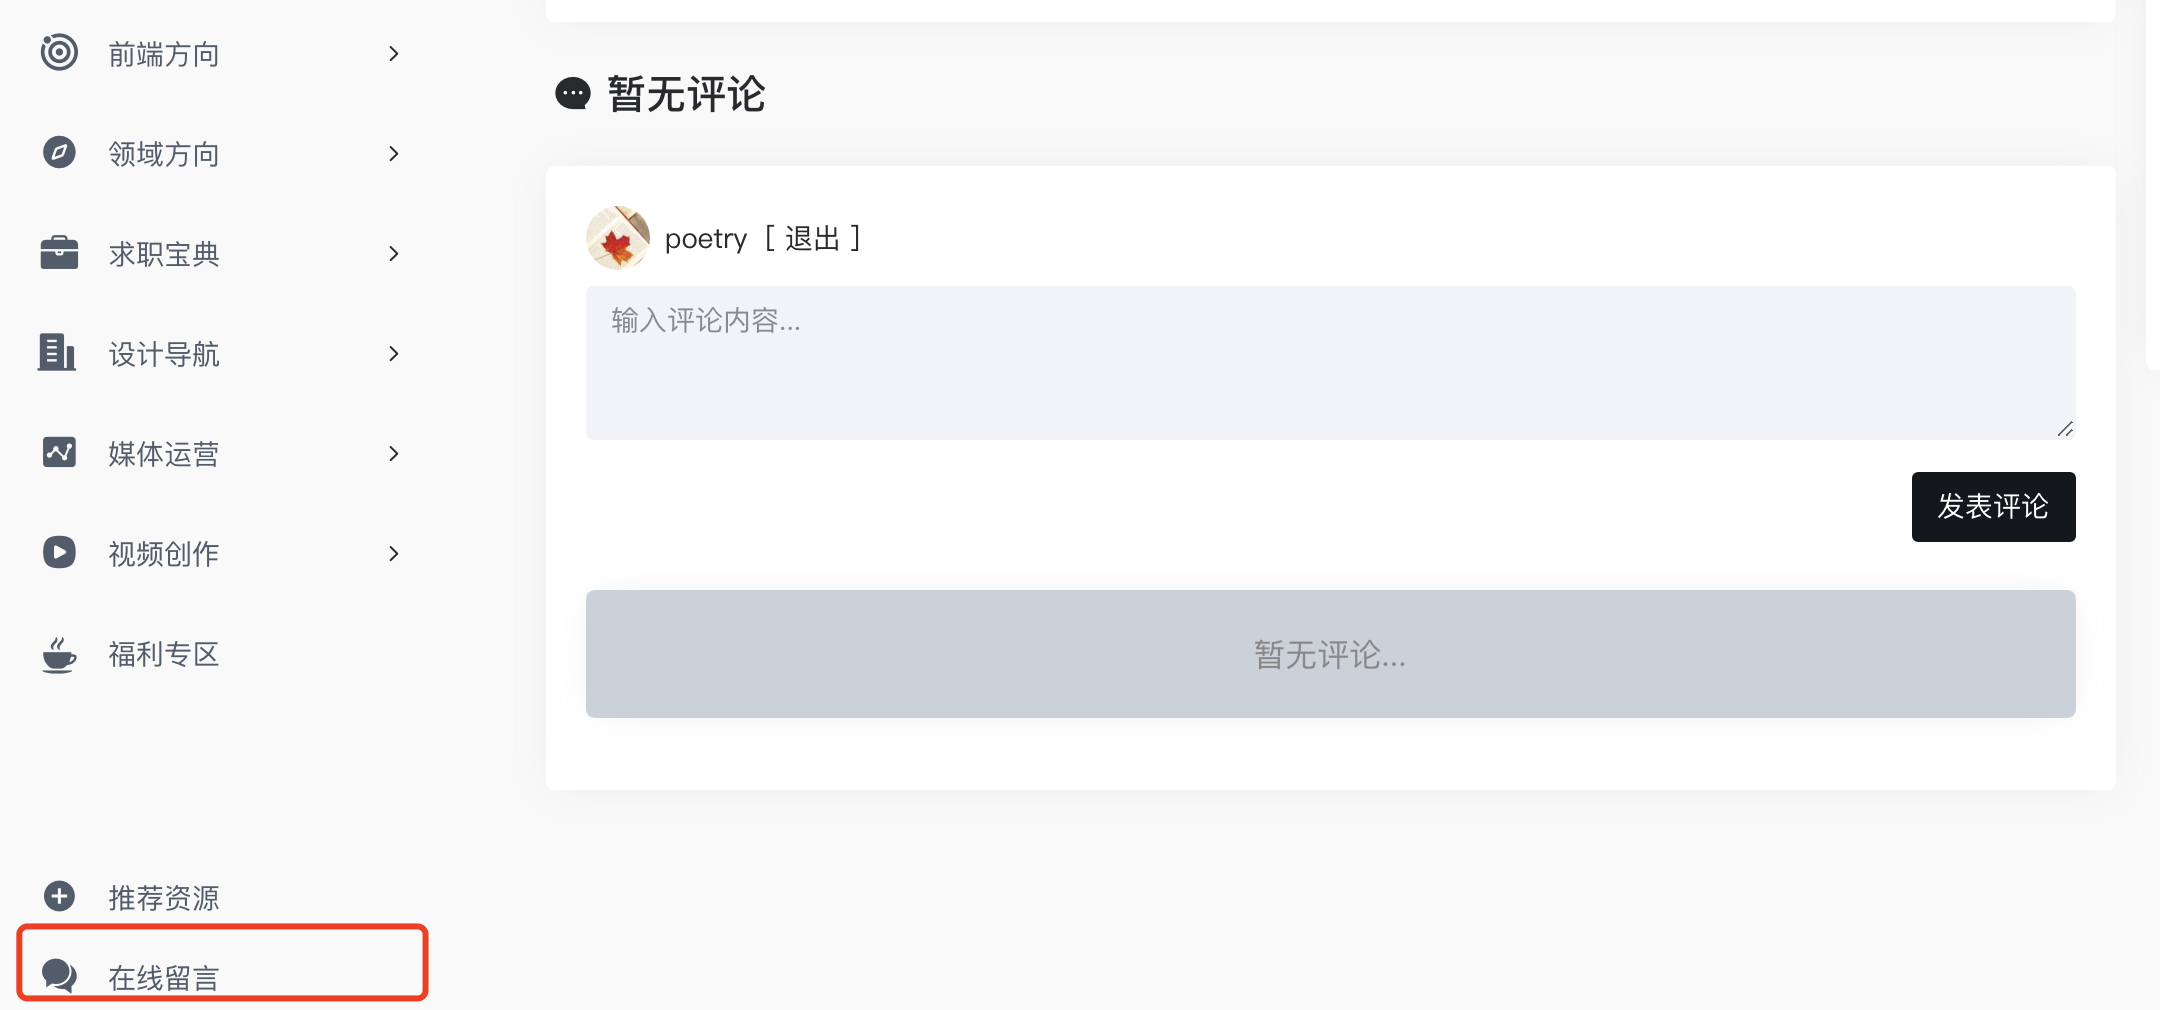 前端方向
领域方向
求职宝典
设计导航
媒体运营
视频创作
福利专区
推荐资源
在线留言
暂无评论
poetry [ 退出 ]
输入评论内容...
发表评论
暂无评论...